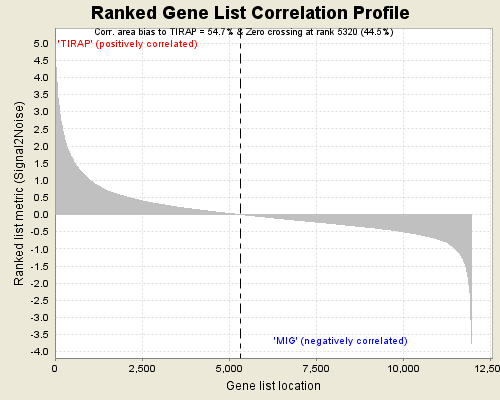 Ranked Gene List Correlation Profile
Corr. area bias to TIRAP = 54.7% & Zero crossing at rank 5320 (44.5%)
'TIRAP' (positively correlated)
5.0
4.5
4.0
3.5
3.0
2.5
2.0
1.5
1.0
0.5
0.0
-0.5
-1.0
-1.5
-2.0
-2.5
-3.0
-3.5
-4.0
Ranked list metric (Signal2Noise)
'MIG' (negatively correlated)
0 2,500 5,000 7,500 10,000 12,50
Gene list location